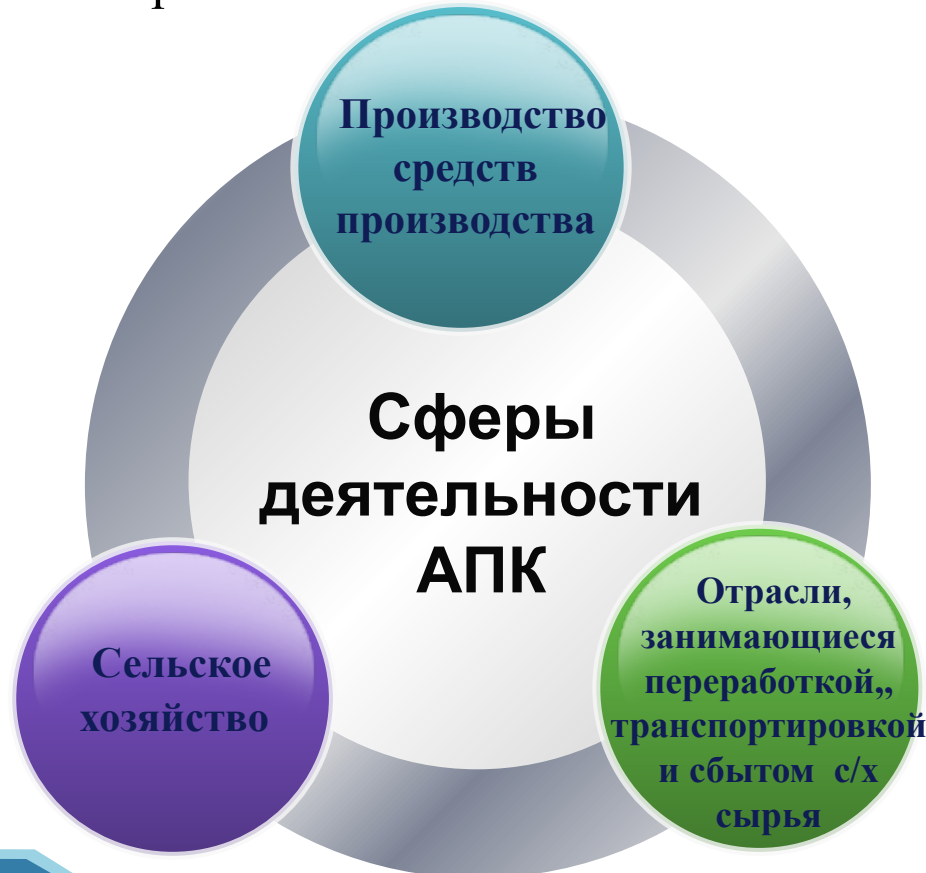 Производство
средств
производства
Сферы
деятельности
АПК
Сельское
хозяйство
Отрасли,
занимающиеся
переработкой,,
транспортировкой
и сбытом с/х
сырья